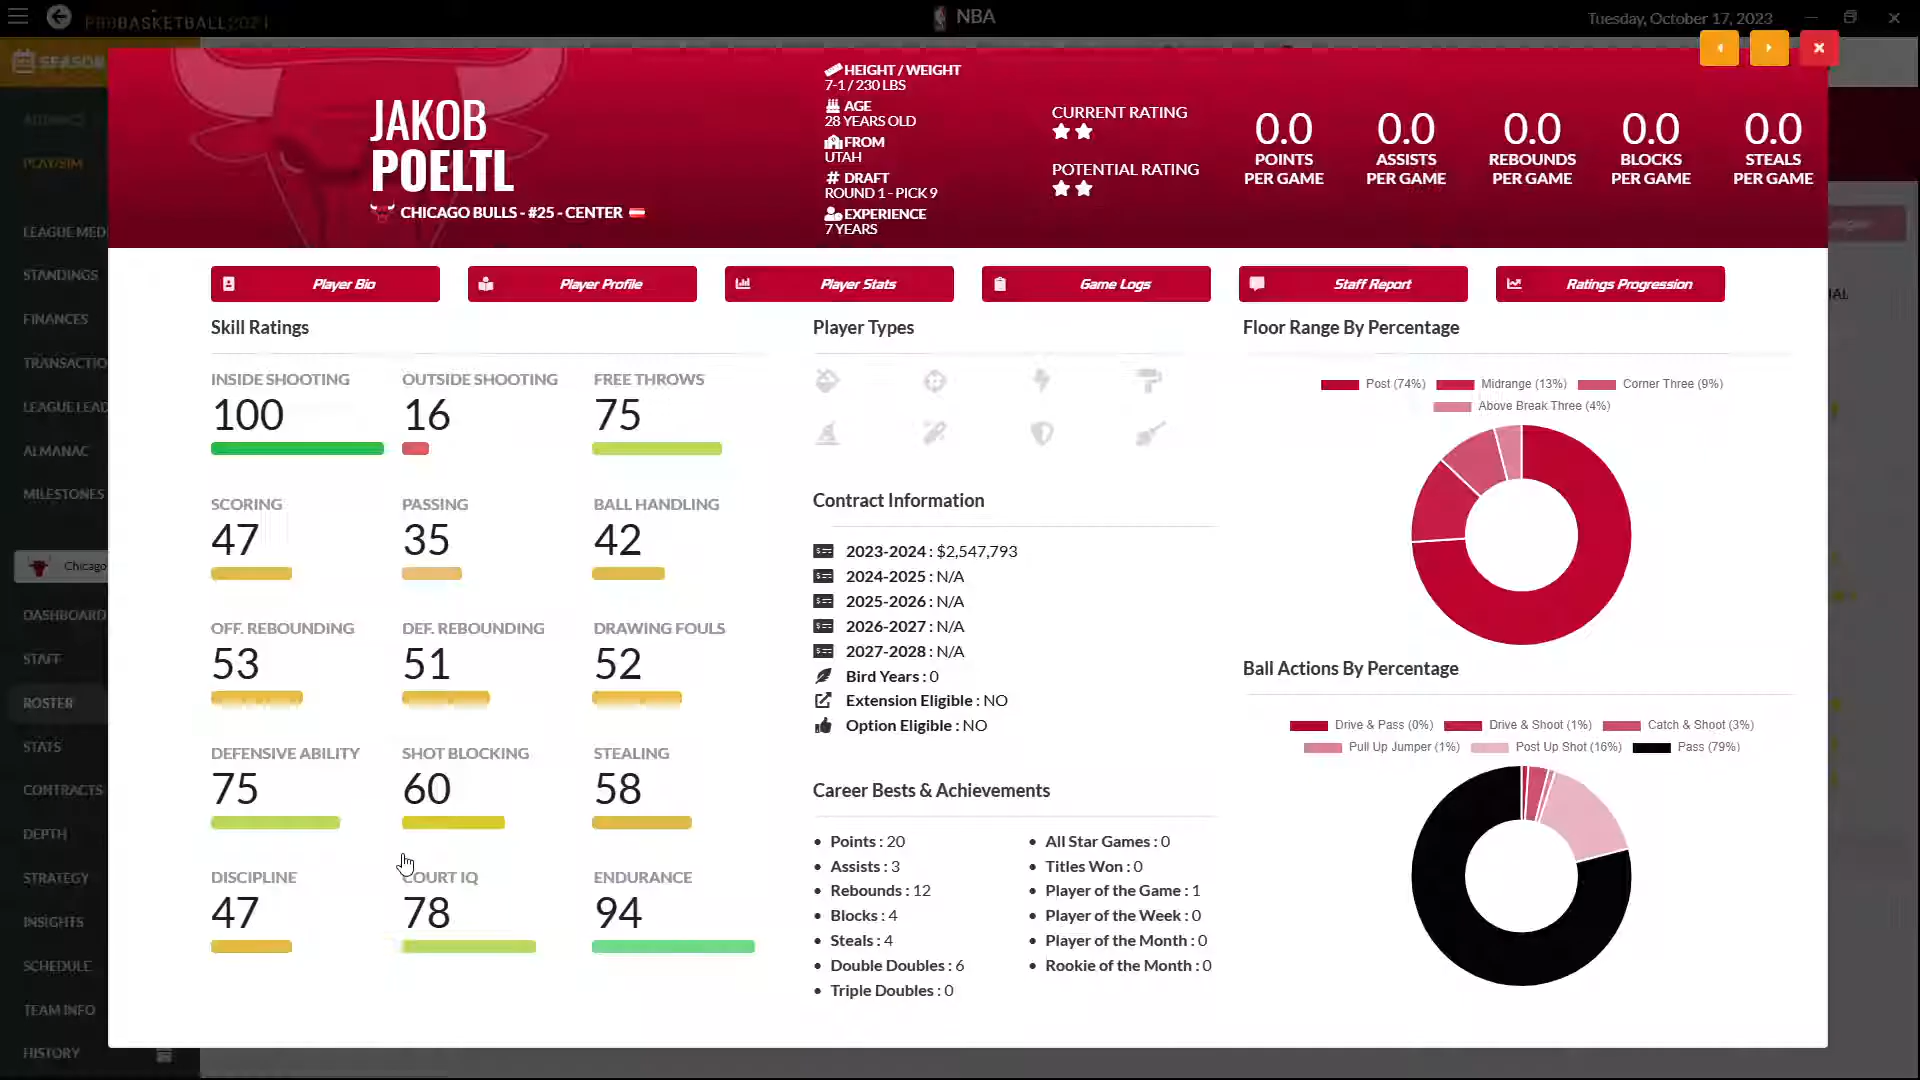 NBA
Tuesday, October 17, 2023
SEASON
PLAY/SIM
LEAGUE MED
STANDINGS
FINANCES
TRANSACTIO
LEAGUE LEAD
ALMANAC
MILESTONES
Chicago
DASHBOARD
STAFF
ROSTER
STATS
CONTRACTS
DEPTH
STRATEGY
INSIGHTS
SCHEDULE
TEAM INFO
HISTORY
JAKOB
POELTL
CHICAGO BULLS - #25 - CENTER
HEIGHT / WEIGHT
7-1 / 230 LBS
AGE
28 YEARS OLD
FROM
UTAH
DRAFT
ROUND 1 - PICK 9
EXPERIENCE
7 YEARS
CURRENT RATING
POTENTIAL RATING
0.0
POINTS
PER GAME
0.0
ASSISTS
PER GAME
0.0
REBOUNDS
PER GAME
0.0
BLOCKS
PER GAME
0.0
STEALS
PER GAME
Player Bio
Player Profile
Player Stats
Game Logs
Staff Report
Ratings Progression
Skill Ratings
INSIDE SHOOTING
100
OUTSIDE SHOOTING
16
FREE THROWS
75
SCORING
47
PASSING
35
BALL HANDLING
42
OFF. REBOUNDING
53
DEF. REBOUNDING
51
DRAWING FOULS
52
DEFENSIVE ABILITY
75
SHOT BLOCKING
60
STEALING
58
DISCIPLINE
47
COURT IQ
78
ENDURANCE
94
Player Types
Contract Information
2023-2024 : $2,547,793
2024-2025 : N/A
2025-2026 : N/A
2026-2027 : N/A
2027-2028 : N/A
Bird Years : 0
Extension Eligible : NO
Option Eligible : NO
Career Bests & Achievements
Points : 20
Assists : 3
Rebounds : 12
Blocks : 4
Steals : 4
Double Doubles : 6
Triple Doubles : 0
All Star Games : 0
Titles Won : 0
Player of the Game : 1
Player of the Week : 0
Player of the Month : 0
Rookie of the Month : 0
Floor Range By Percentage
Post (74%) Midrange (13%) Corner Three (9%)
Above Break Three (4%)
Ball Actions By Percentage
Drive & Pass (0%) Drive & Shoot (1%) Catch & Shoot (3%)
Pull Up Jumper (1%) Post Up Shot (16%) Pass (79%)